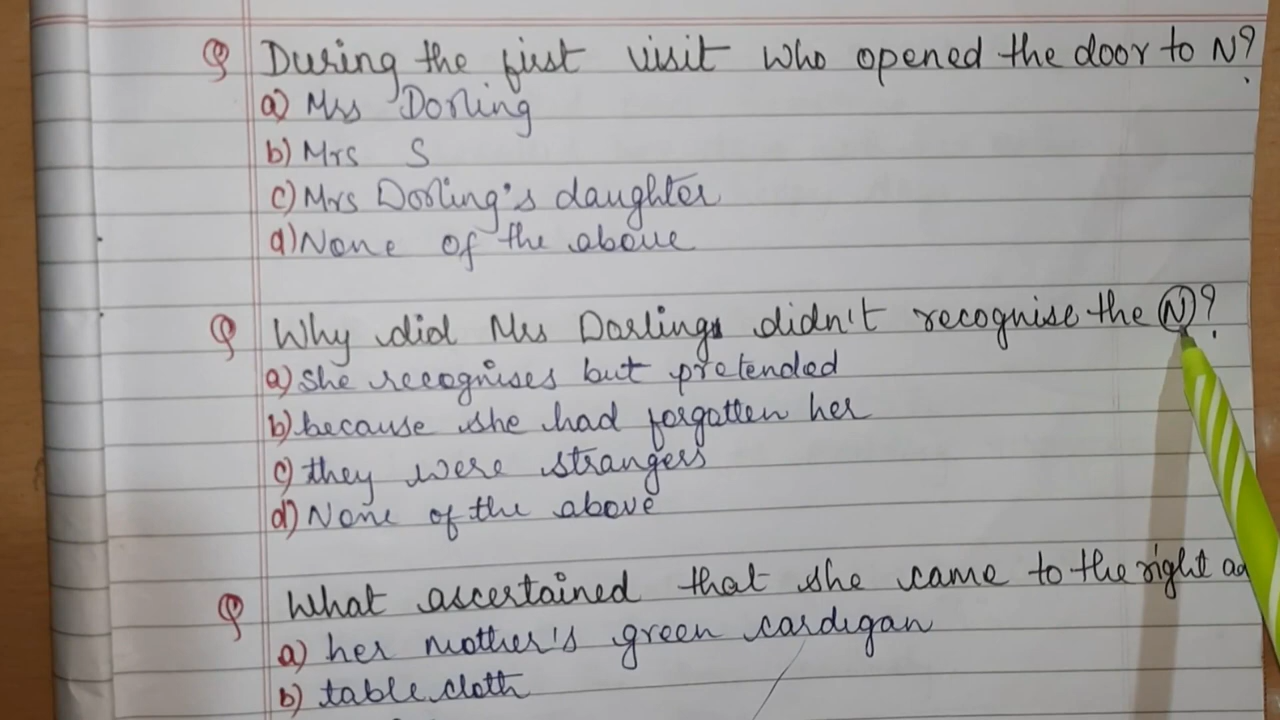 Q During the first visit who opened the door to N?
a) Mrs Dorling
b) Mrs S
c) Mrs Dorling's daughter
d) None of the above
Q Why did Mrs Dorling didn't recognise the N?
a) she recognises but pretended
b) because she had forgotten her
c) they were strangers
d) None of the above
Q What ascertained that she came to the right ad
a) her mother's green cardigan
b) table cloth